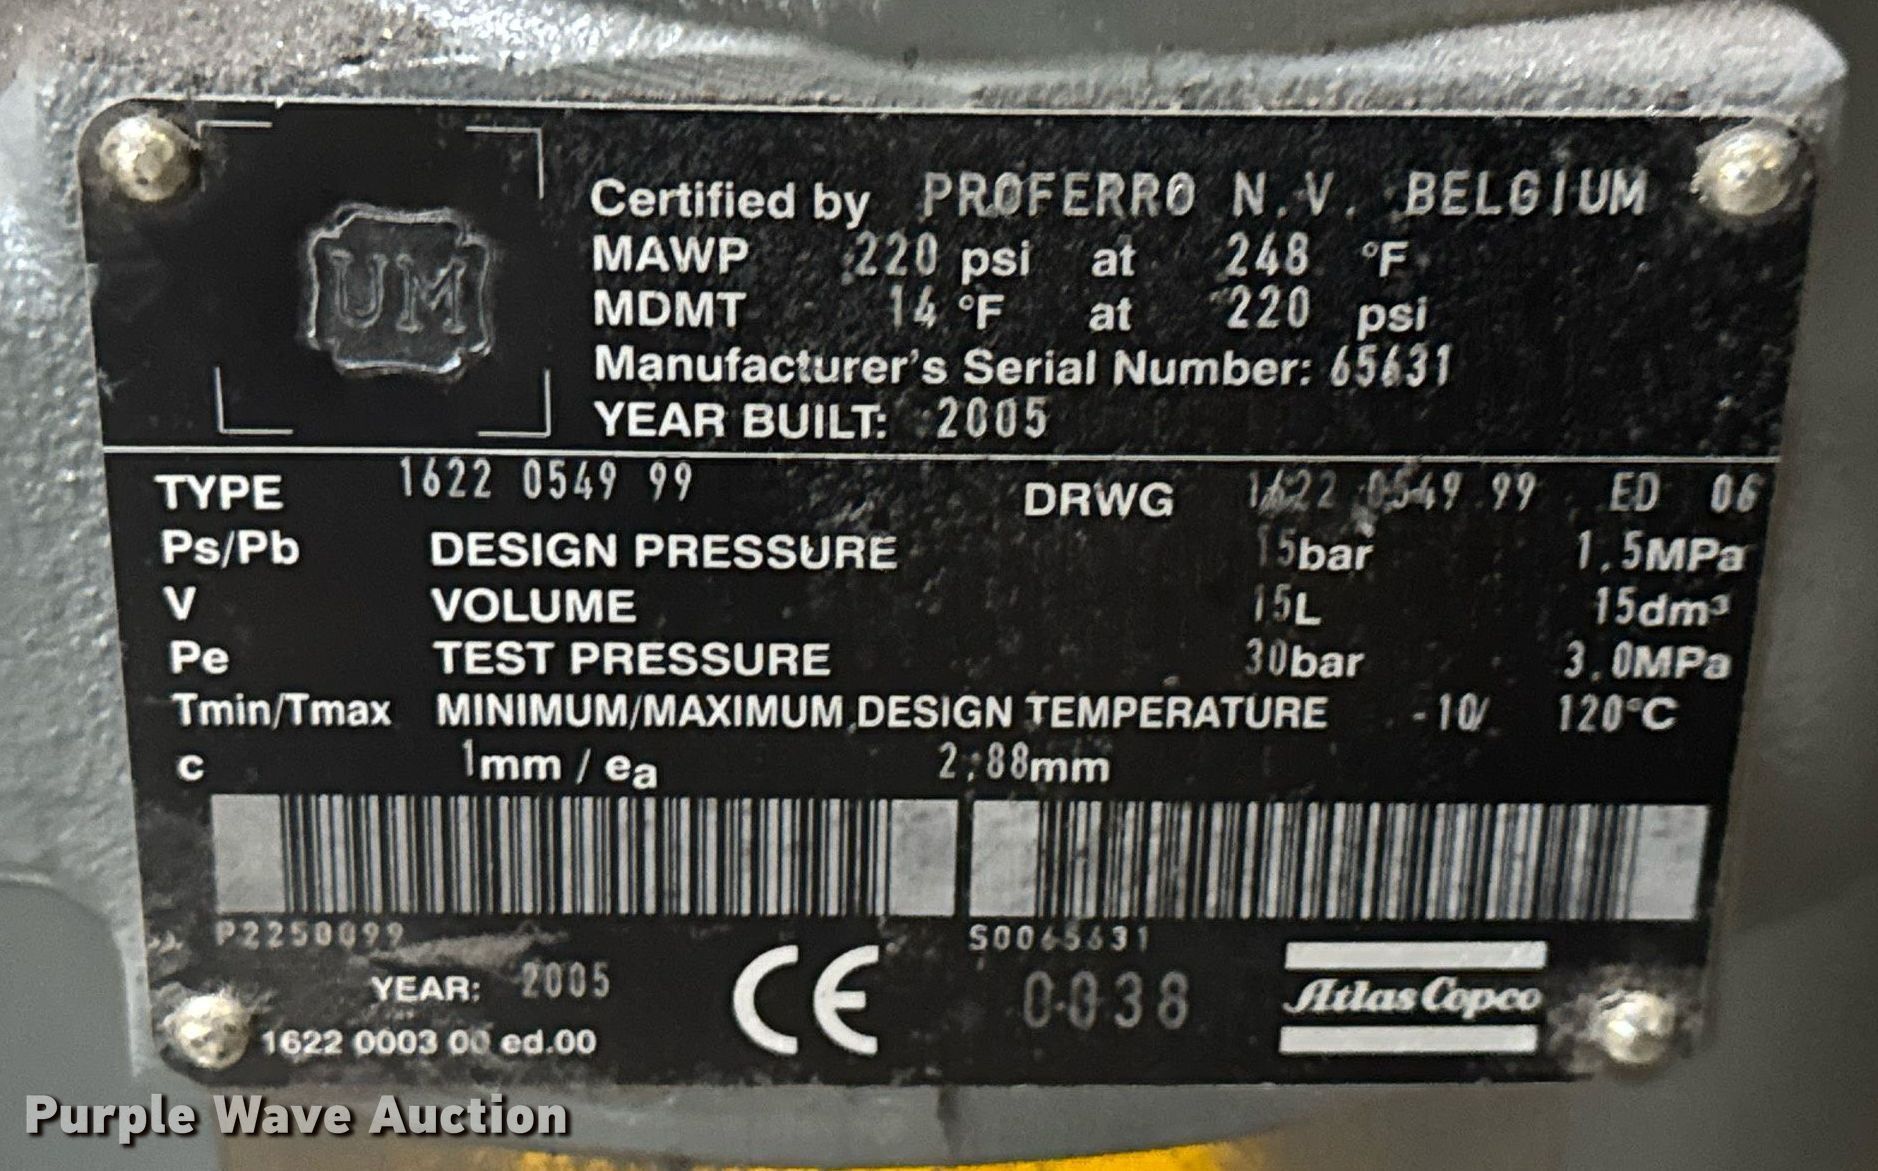 UM
Certified by PROFERRO N.V. BELGIUM
MAWP 220 psi at 248 °F
MDMT 14 °F at 220 psi
Manufacturer's Serial Number: 65631
YEAR BUILT: 2005
TYPE 1622 0549 99 DRWG 1622 0549 99 ED 06
Ps/Pb DESIGN PRESSURE 15bar 1.5MPa
V VOLUME 15L 15dm³
Pe TEST PRESSURE 30bar 3.0MPa
Tmin/Tmax MINIMUM/MAXIMUM DESIGN TEMPERATURE -10/ 120°C
c 1mm / ea 2.88mm
P2250099 S0065631
YEAR: 2005 CE 0038 Atlas Copco
1622 0003 00 ed.00
Purple Wave Auction